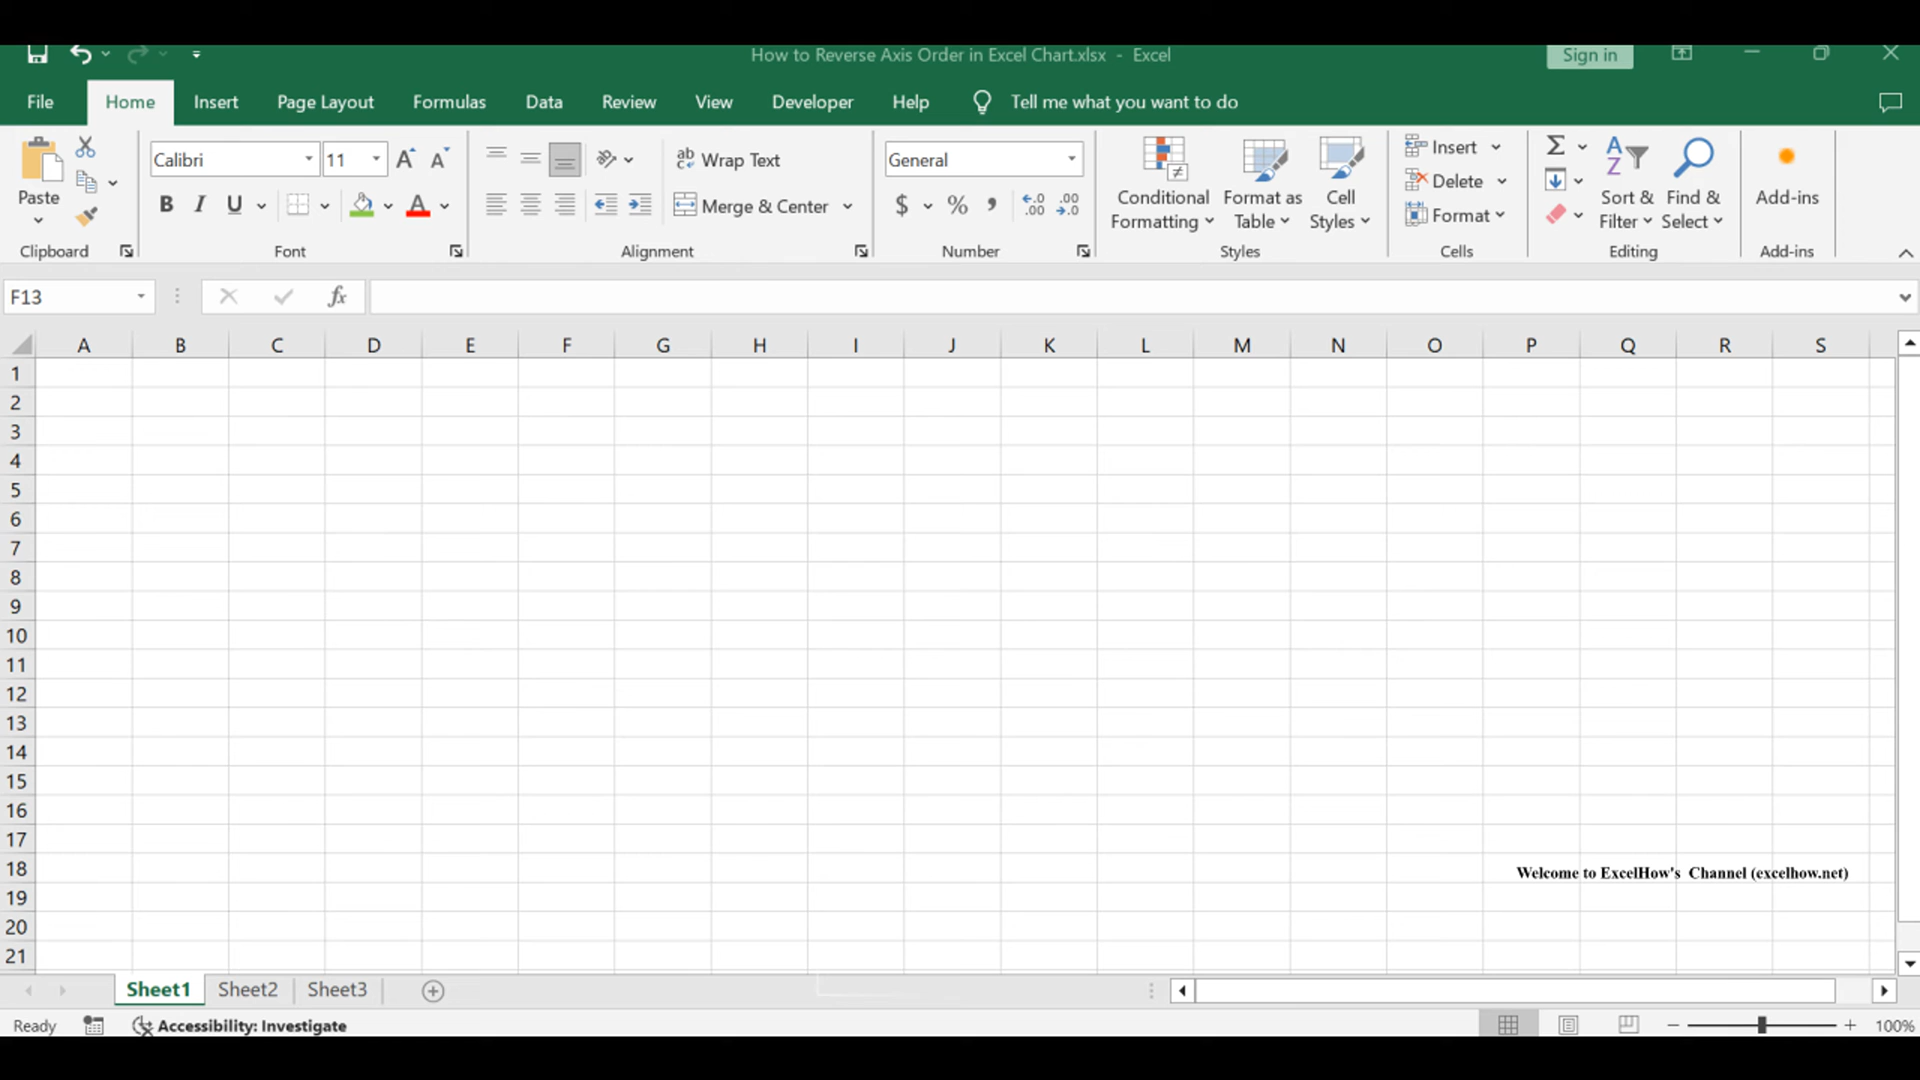 How to Reverse Axis Order in Excel Chart.xlsx - Excel
Sign in
File Home Insert Page Layout Formulas Data Review View Developer Help Tell me what you want to do
Paste
Clipboard
Calibri 11
B I U A
Font
ab c Wrap Text
Merge & Center
Alignment
General
$ % ,
Number
Conditional Formatting
Format as Table
Cell Styles
Styles
Insert
Delete
Format
Cells
Sort & Filter
Find & Select
Editing
Add-ins
Add-ins
F13 fx
A B C D E F G H I J K L M N O P Q R S
1
2
3
4
5
6
7
8
9
10
11
12
13
14
15
16
17
18
Welcome to ExcelHow's Channel (excelhow.net)
19
20
21
Sheet1 Sheet2 Sheet3
Ready Accessibility: Investigate 100%